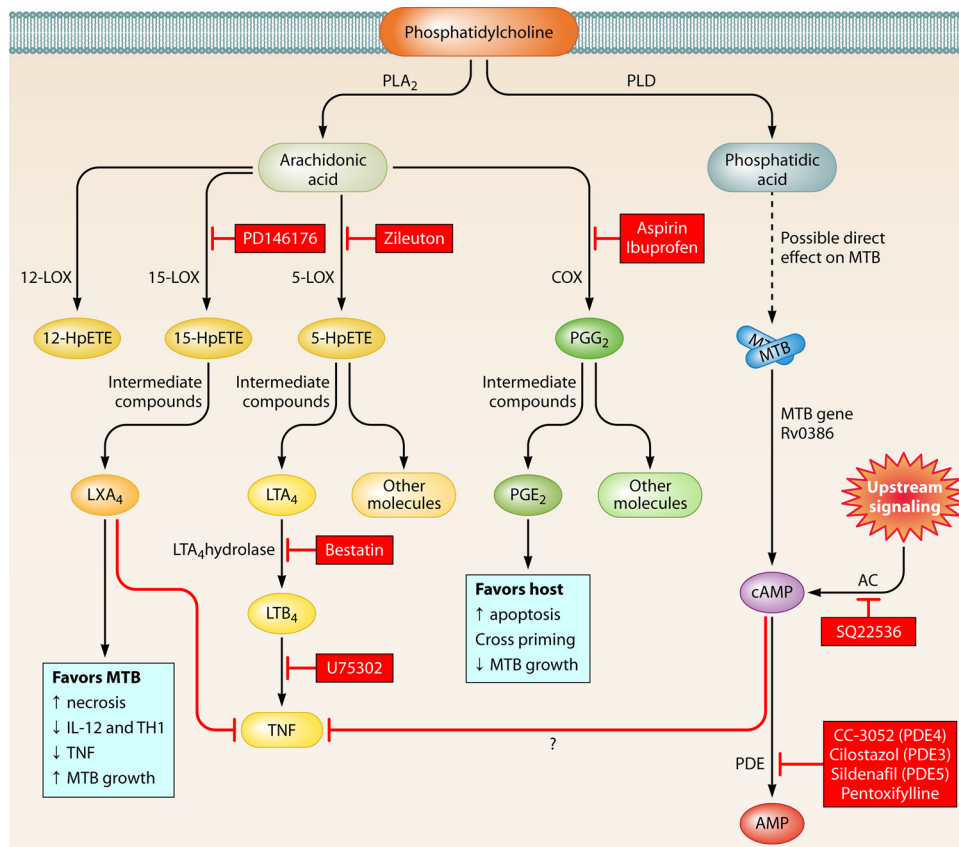 Phosphatidylcholine
PLA₂
PLD
Arachidonic
acid
Phosphatidic
acid
PD146176
Zileuton
Aspirin
Ibuprofen
Possible direct
effect on MTB
12-LOX
15-LOX
5-LOX
COX
12-HpETE
15-HpETE
5-HpETE
PGG₂
MTB
Intermediate
compounds
Intermediate
compounds
Intermediate
compounds
MTB gene
Rv0386
LXA₄
LTA₄
Other
molecules
PGE₂
Other
molecules
Upstream
signaling
LTA₄hydrolase
Bestatin
AC
cAMP
SQ22536
Favors host
↑ apoptosis
Cross priming
↓ MTB growth
LTB₄
U75302
Favors MTB
↑ necrosis
↓ IL-12 and TH1
↓ TNF
↑ MTB growth
TNF
?
PDE
CC-3052 (PDE4)
Cilostazol (PDE3)
Sildenafil (PDE5)
Pentoxifylline
AMP